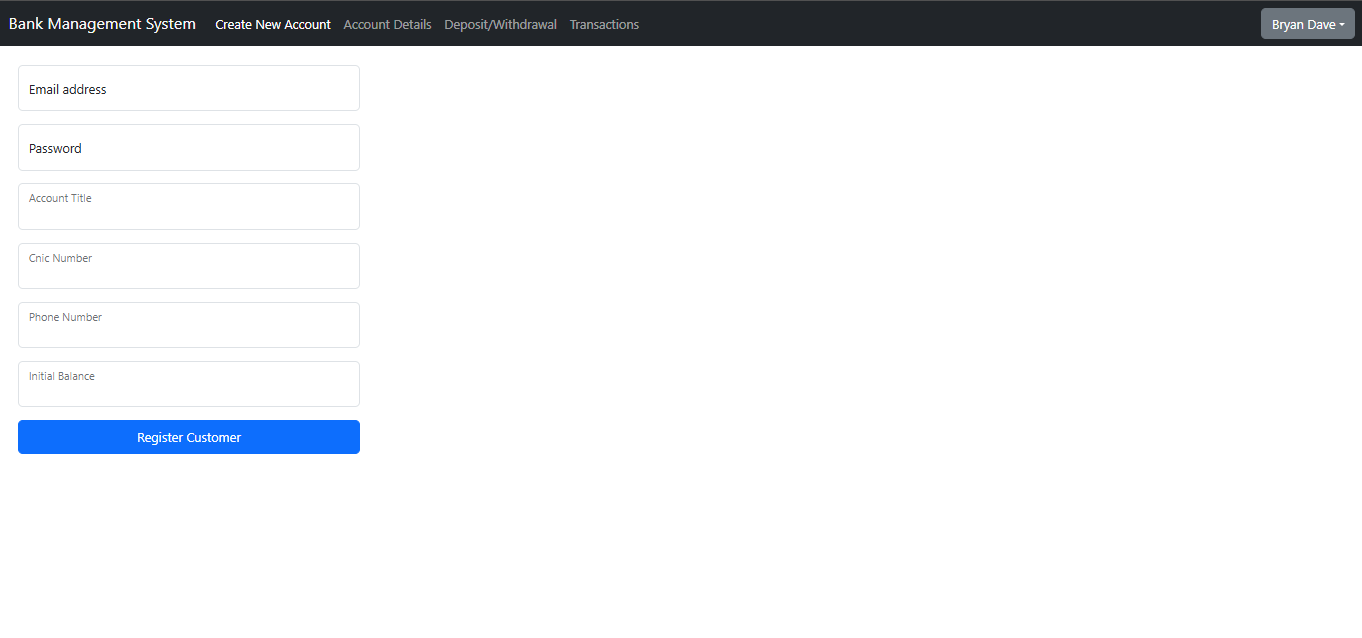 Bank Management System Create New Account Account Details Deposit/Withdrawal Transactions Bryan Dave
Email address
Password
Account Title
Cnic Number
Phone Number
Initial Balance
Register Customer